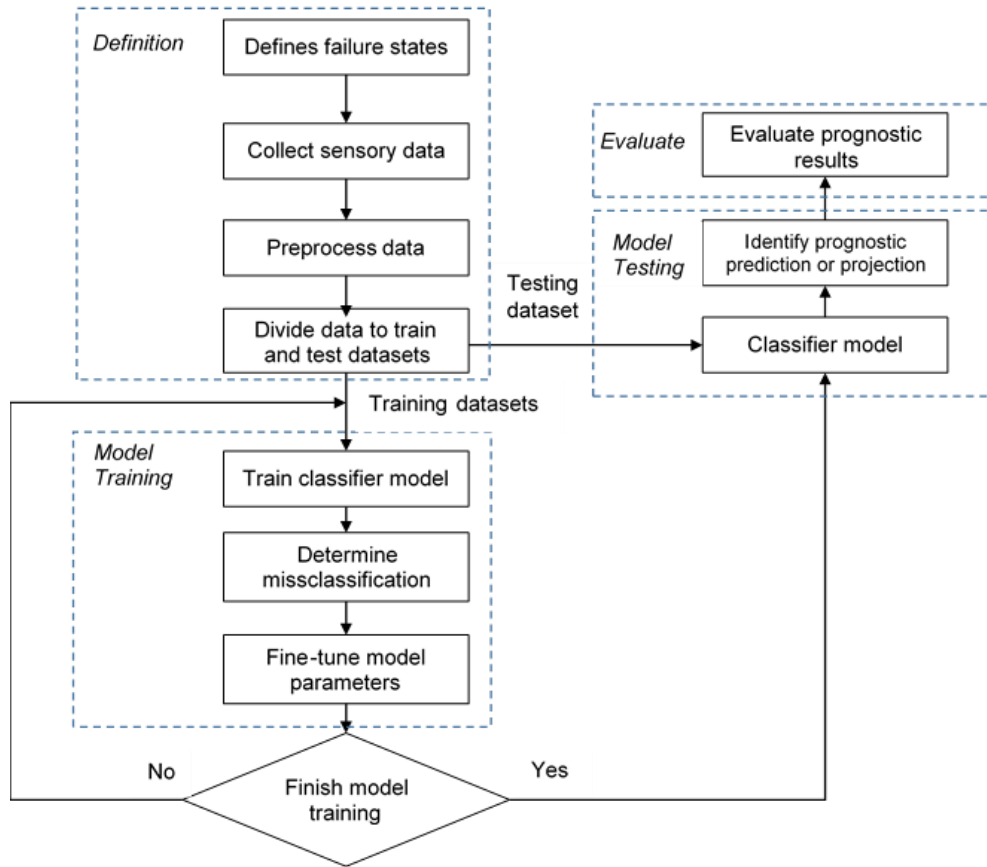 Definition
Defines failure states
Collect sensory data
Preprocess data
Divide data to train
and test datasets
Testing
dataset
Training datasets
Model
Training
Train classifier model
Determine
missclassification
Fine-tune model
parameters
Finish model
training
No
Yes
Evaluate
Evaluate prognostic
results
Model
Testing
Identify prognostic
prediction or projection
Classifier model